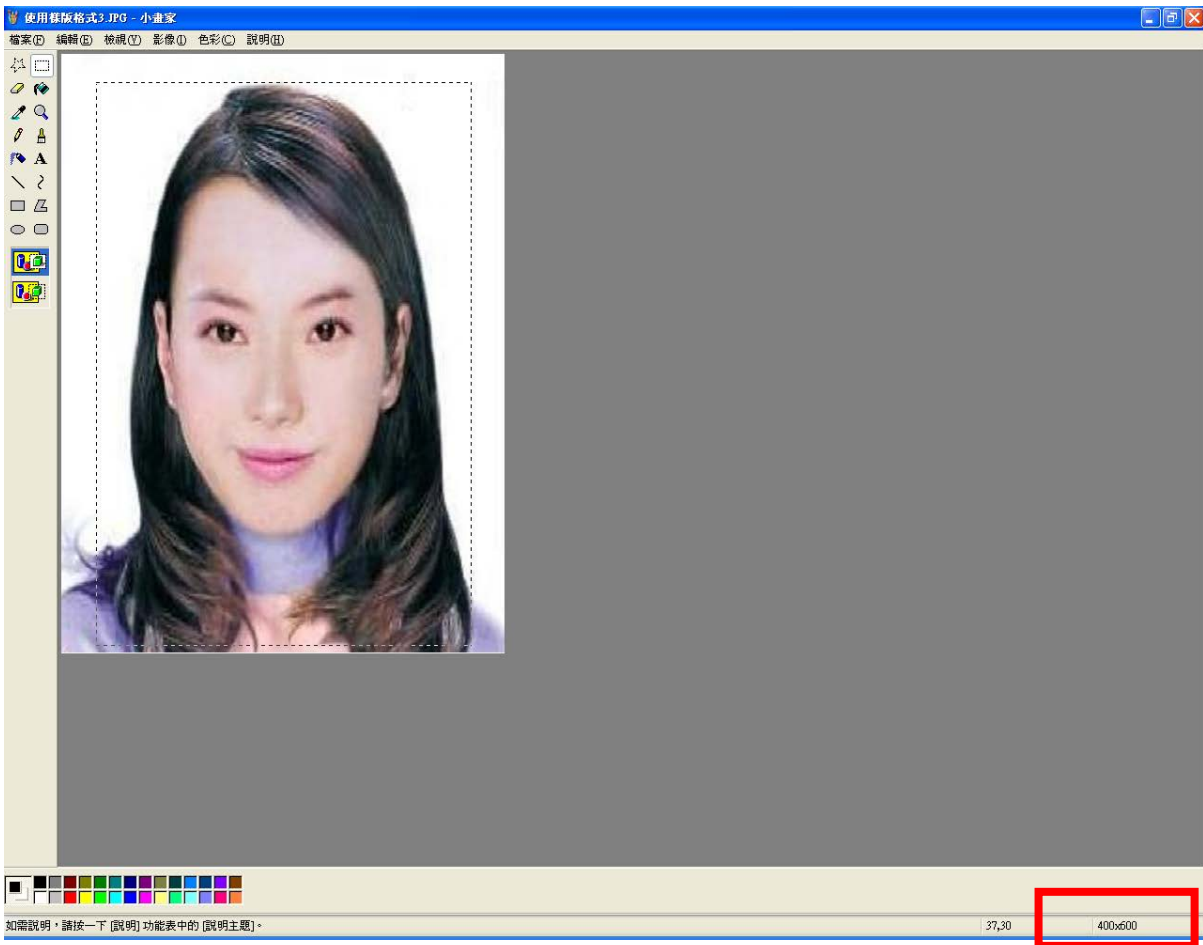 使用樣版格式3.JPG - 小畫家
檔案(F) 編輯(E) 檢視(V) 影像(I) 色彩(C) 說明(H)
A
如需說明，請按一下 [說明] 功能表中的 [說明主題]。 37,30 400x600